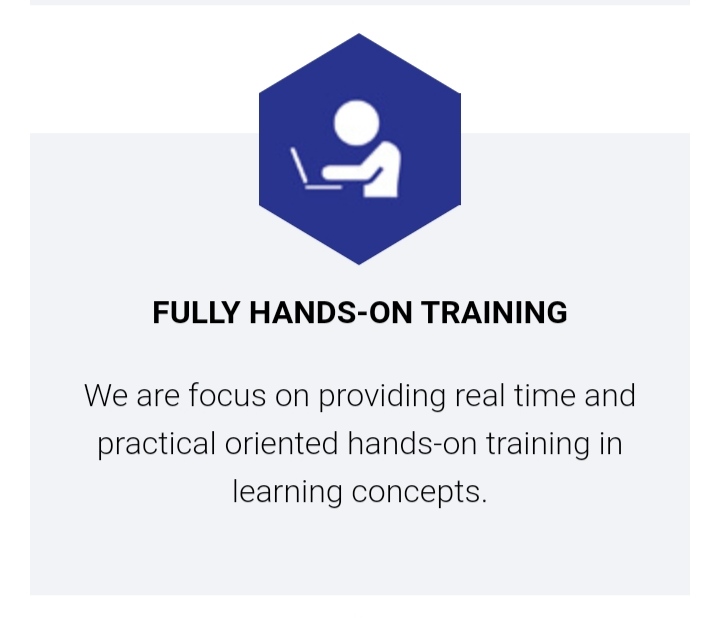 FULLY HANDS-ON TRAINING
We are focus on providing real time and
practical oriented hands-on training in
learning concepts.